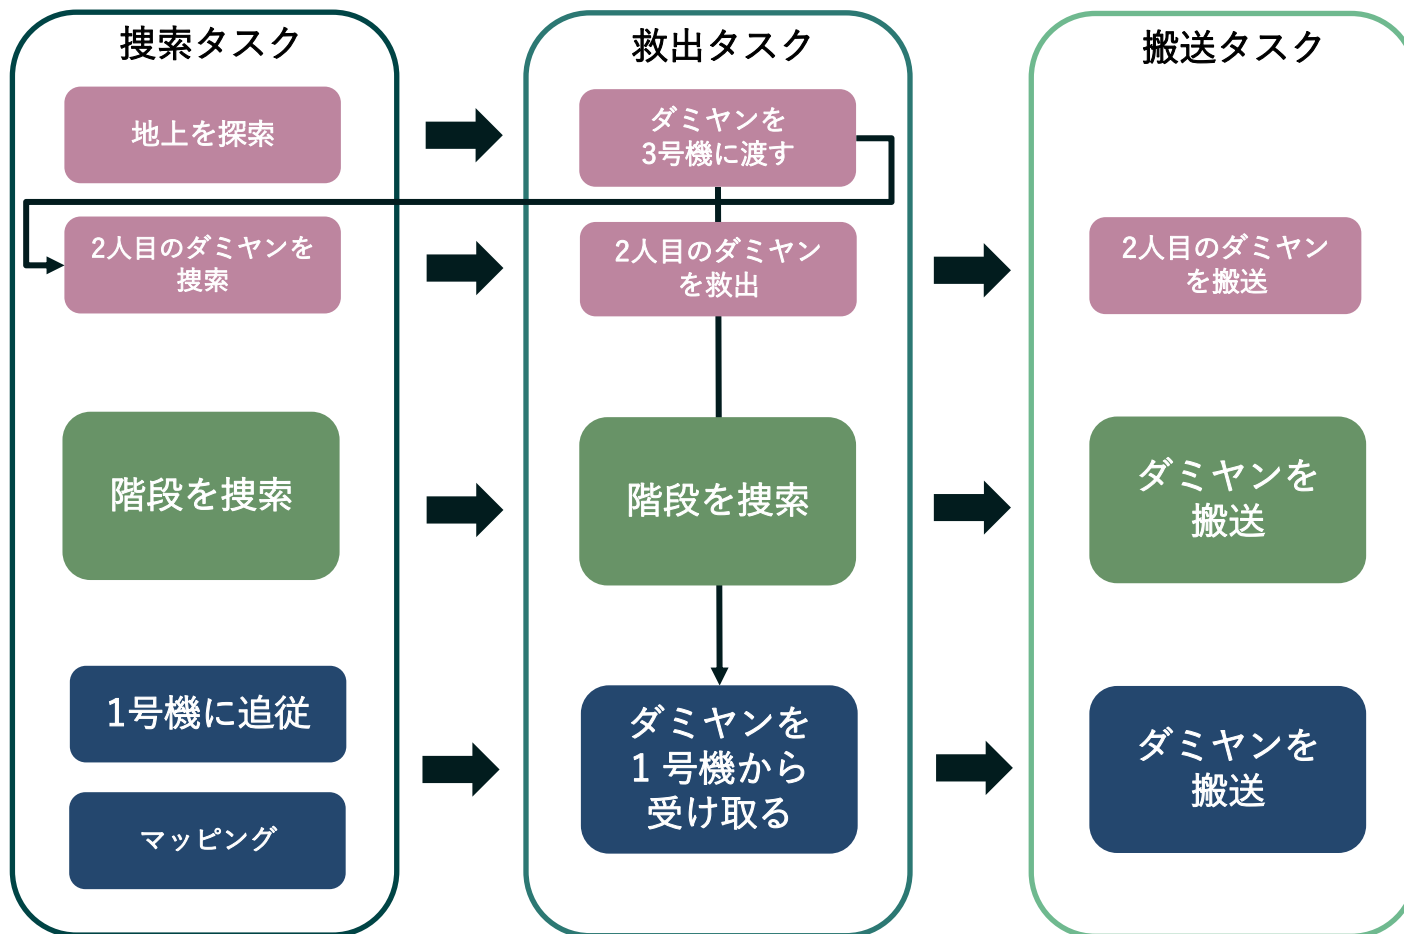 捜索タスク
地上を探索
2人目のダミヤンを
捜索
階段を捜索
1号機に追従
マッピング
救出タスク
ダミヤンを
3号機に渡す
2人目のダミヤン
を救出
階段を捜索
ダミヤンを
1 号機から
受け取る
搬送タスク
2人目のダミヤン
を搬送
ダミヤンを
搬送
ダミヤンを
搬送